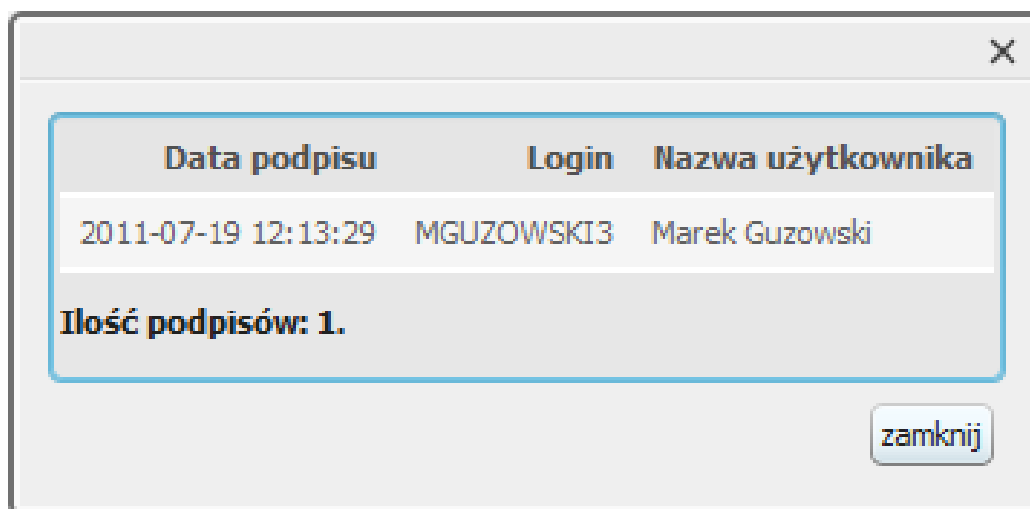 Data podpisu Login Nazwa użytkownika
2011-07-19 12:13:29 MGUZOWSKI3 Marek Guzowski
Ilość podpisów: 1.
zamknij